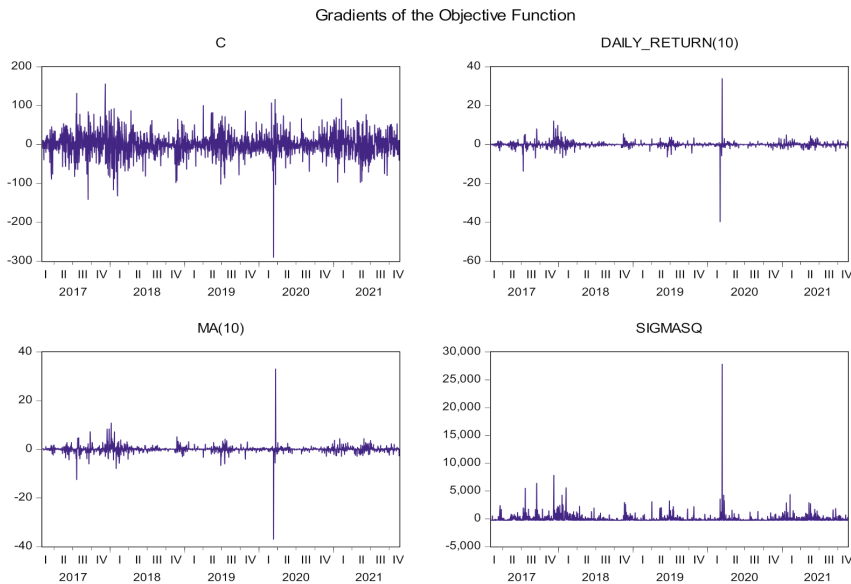 Gradients of the Objective Function
C
200
100
0
-100
-200
-300
I II III IV I II III IV I II III IV I II III IV I II III IV
2017 2018 2019 2020 2021
DAILY_RETURN(10)
40
20
0
-20
-40
-60
I II III IV I II III IV I II III IV I II III IV I II III IV
2017 2018 2019 2020 2021
MA(10)
40
20
0
-20
-40
I II III IV I II III IV I II III IV I II III IV I II III IV
2017 2018 2019 2020 2021
SIGMASQ
30,000
25,000
20,000
15,000
10,000
5,000
0
-5,000
I II III IV I II III IV I II III IV I II III IV I II III IV
2017 2018 2019 2020 2021